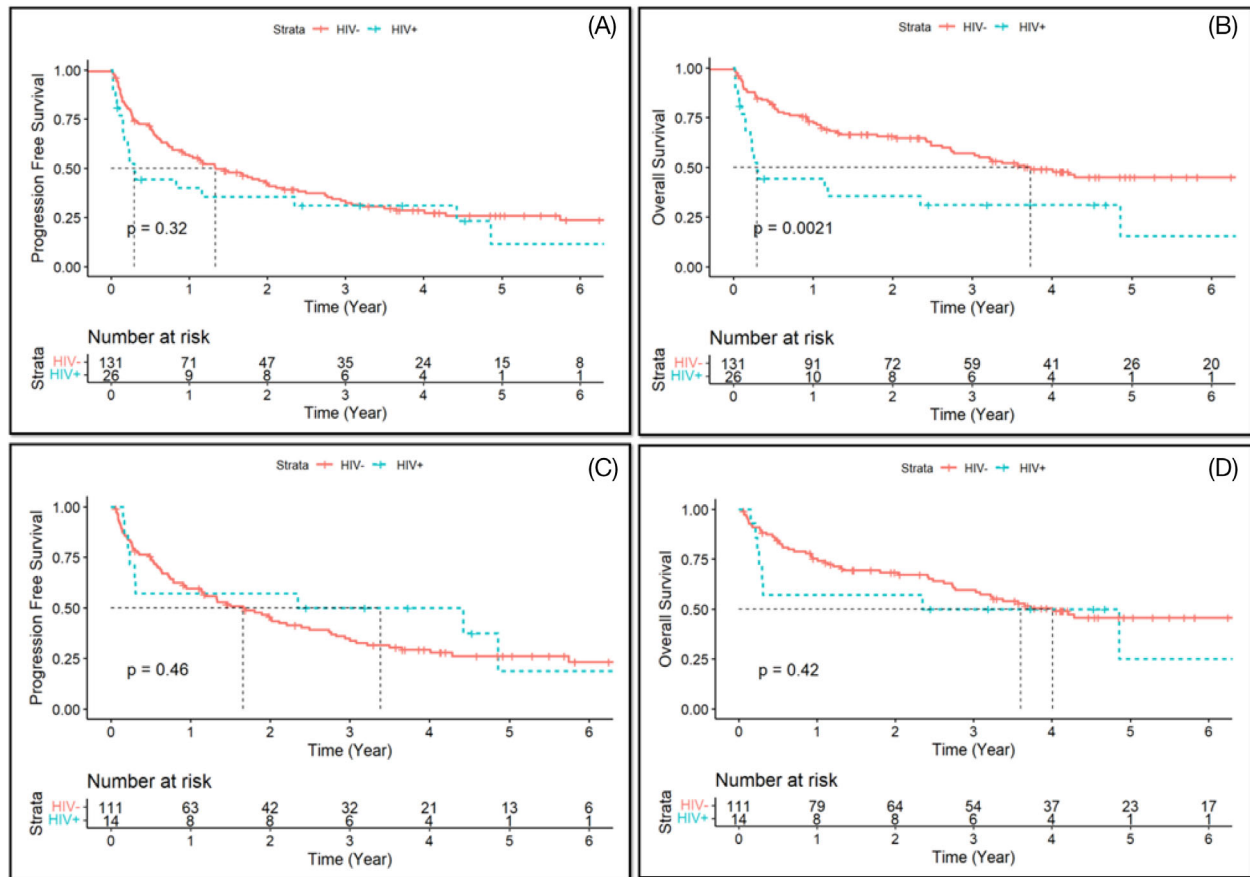 Strata HIV- HIV+ (A)
Progression Free Survival
1.00
0.75
0.50
0.25
0.00
p = 0.32
0 1 2 3 4 5 6
Time (Year)
Number at risk
Strata
HIV- 131 71 47 35 24 15 8
HIV+ 26 9 8 6 4 1 1
0 1 2 3 4 5 6
Time (Year)
Strata HIV- HIV+ (B)
Overall Survival
1.00
0.75
0.50
0.25
0.00
p = 0.0021
0 1 2 3 4 5 6
Time (Year)
Number at risk
Strata
HIV- 131 91 72 59 41 26 20
HIV+ 26 10 8 6 4 1 1
0 1 2 3 4 5 6
Time (Year)
Strata HIV- HIV+ (C)
Progression Free Survival
1.00
0.75
0.50
0.25
0.00
p = 0.46
0 1 2 3 4 5 6
Time (Year)
Number at risk
Strata
HIV- 111 63 42 32 21 13 6
HIV+ 14 8 8 6 4 1 1
0 1 2 3 4 5 6
Time (Year)
Strata HIV- HIV+ (D)
Overall Survival
1.00
0.75
0.50
0.25
0.00
p = 0.42
0 1 2 3 4 5 6
Time (Year)
Number at risk
Strata
HIV- 111 79 64 54 37 23 17
HIV+ 14 8 8 6 4 1 1
0 1 2 3 4 5 6
Time (Year)